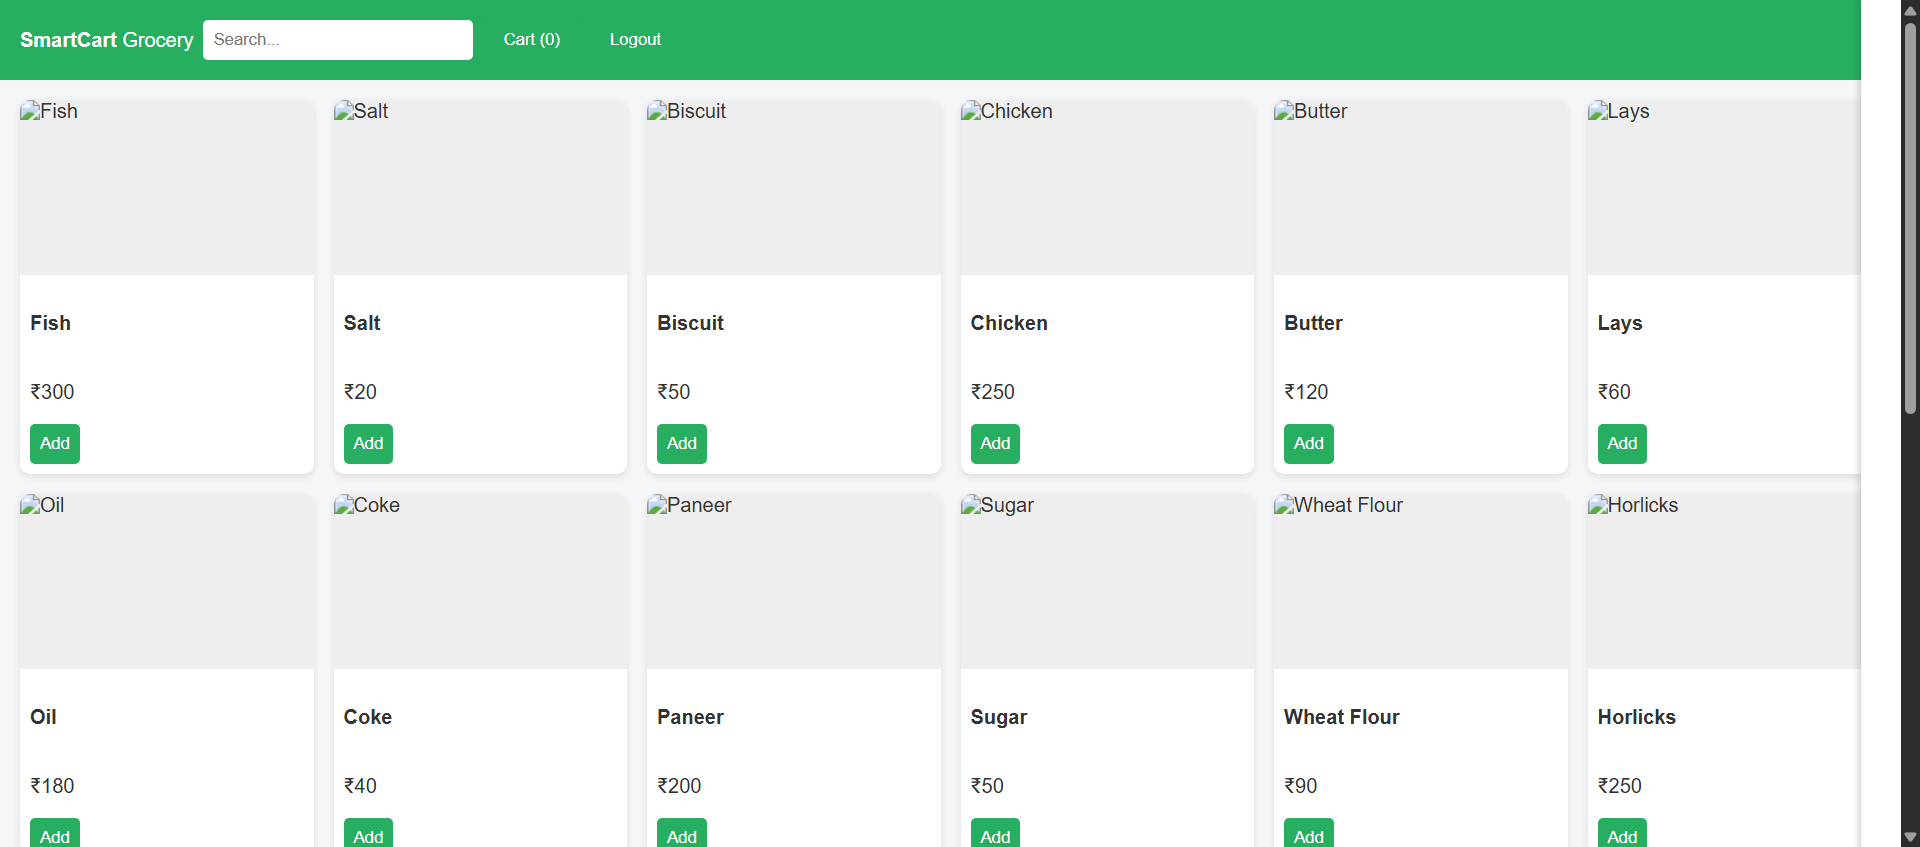 SmartCart Grocery Search... Cart (0) Logout
Fish Salt Biscuit Chicken Butter Lays
Fish Salt Biscuit Chicken Butter Lays
₹300 ₹20 ₹50 ₹250 ₹120 ₹60
Add Add Add Add Add Add
Oil Coke Paneer Sugar Wheat Flour Horlicks
Oil Coke Paneer Sugar Wheat Flour Horlicks
₹180 ₹40 ₹200 ₹50 ₹90 ₹250
Add Add Add Add Add Add